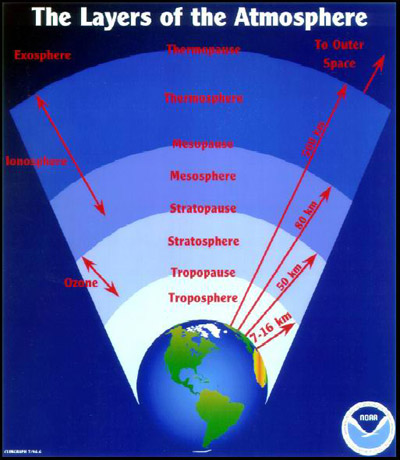 The Layers of the Atmosphere
To Outer
Space
Exosphere
Thermopause
Thermosphere
200 km
Mesopause
Ionosphere
Mesosphere
80 km
Stratopause
Stratosphere
50 km
Tropopause
Ozone
Troposphere
7-16 km
NOAA